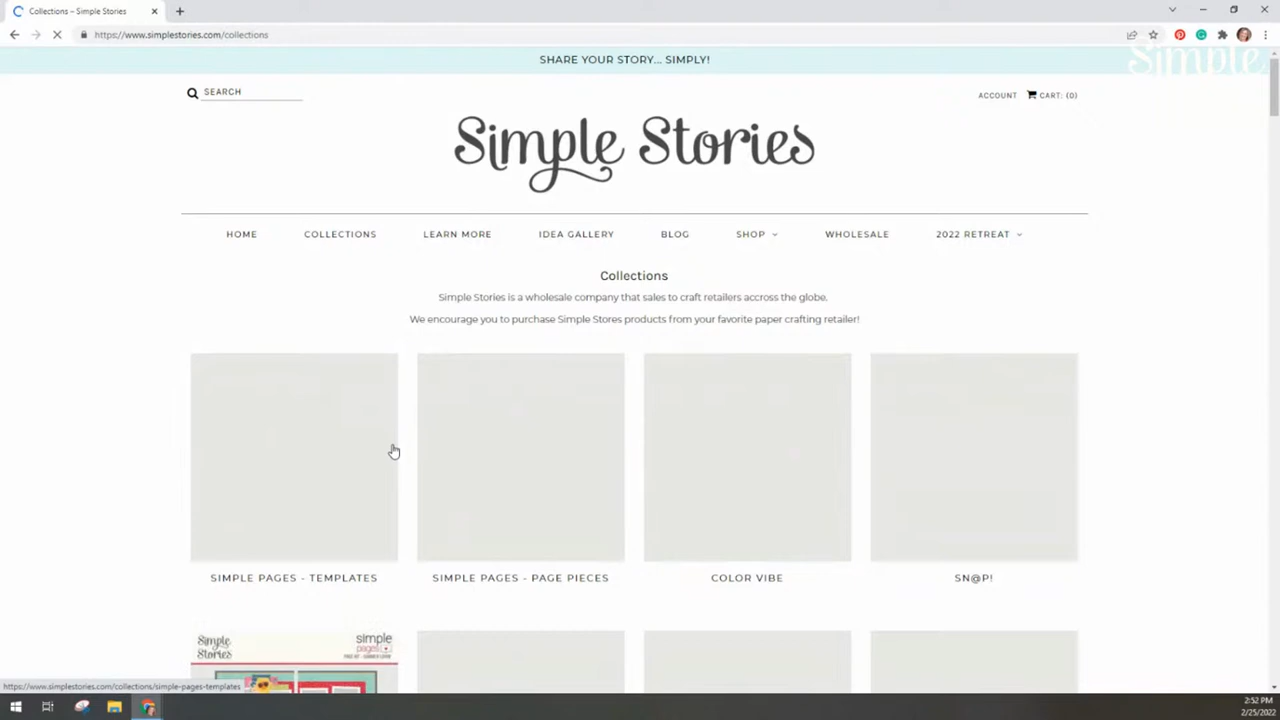 Collections – Simple Stories
https://www.simplestories.com/collections
SHARE YOUR STORY... SIMPLY!
Simple
SEARCH
ACCOUNT CART: (0)
Simple Stories
HOME COLLECTIONS LEARN MORE IDEA GALLERY BLOG SHOP WHOLESALE 2022 RETREAT
Collections
Simple Stories is a wholesale company that sales to craft retailers accross the globe.
We encourage you to purchase Simple Stores products from your favorite paper crafting retailer!
SIMPLE PAGES - TEMPLATES SIMPLE PAGES - PAGE PIECES COLOR VIBE SN@P!
Simple Stories
simple pages
https://www.simplestories.com/collections/simple-pages-templates
2:52 PM
2/25/2022